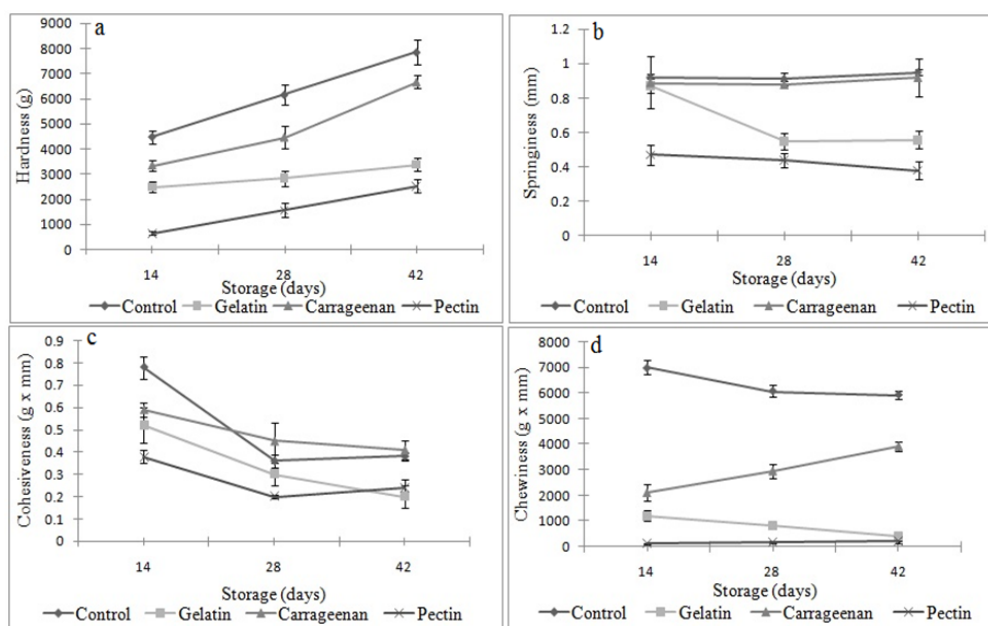 a
9000
8000
7000
6000
5000
4000
3000
2000
1000
0
Hardness (g)
14 28 42
Storage (days)
Control Gelatin Carrageenan Pectin
b
1.2
1
0.8
0.6
0.4
0.2
0
Springiness (mm)
14 28 42
Storage (days)
Control Gelatin Carrageenan Pectin
c
0.9
0.8
0.7
0.6
0.5
0.4
0.3
0.2
0.1
0
Cohesiveness (g x mm)
14 28 42
Storage (days)
Control Gelatin Carrageenan Pectin
d
8000
7000
6000
5000
4000
3000
2000
1000
0
Chewiness (g x mm)
14 28 42
Storage (days)
Control Gelatin Carrageenan Pectin